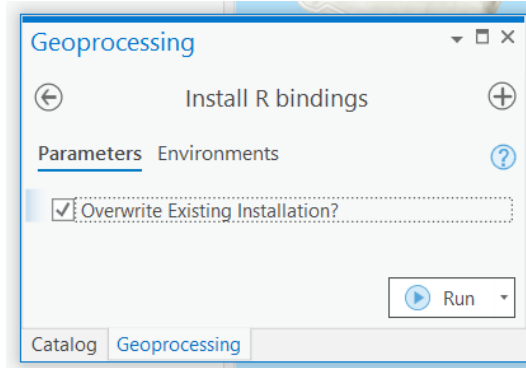 Geoprocessing
Install R bindings
Parameters Environments
Overwrite Existing Installation?
Run
Catalog Geoprocessing